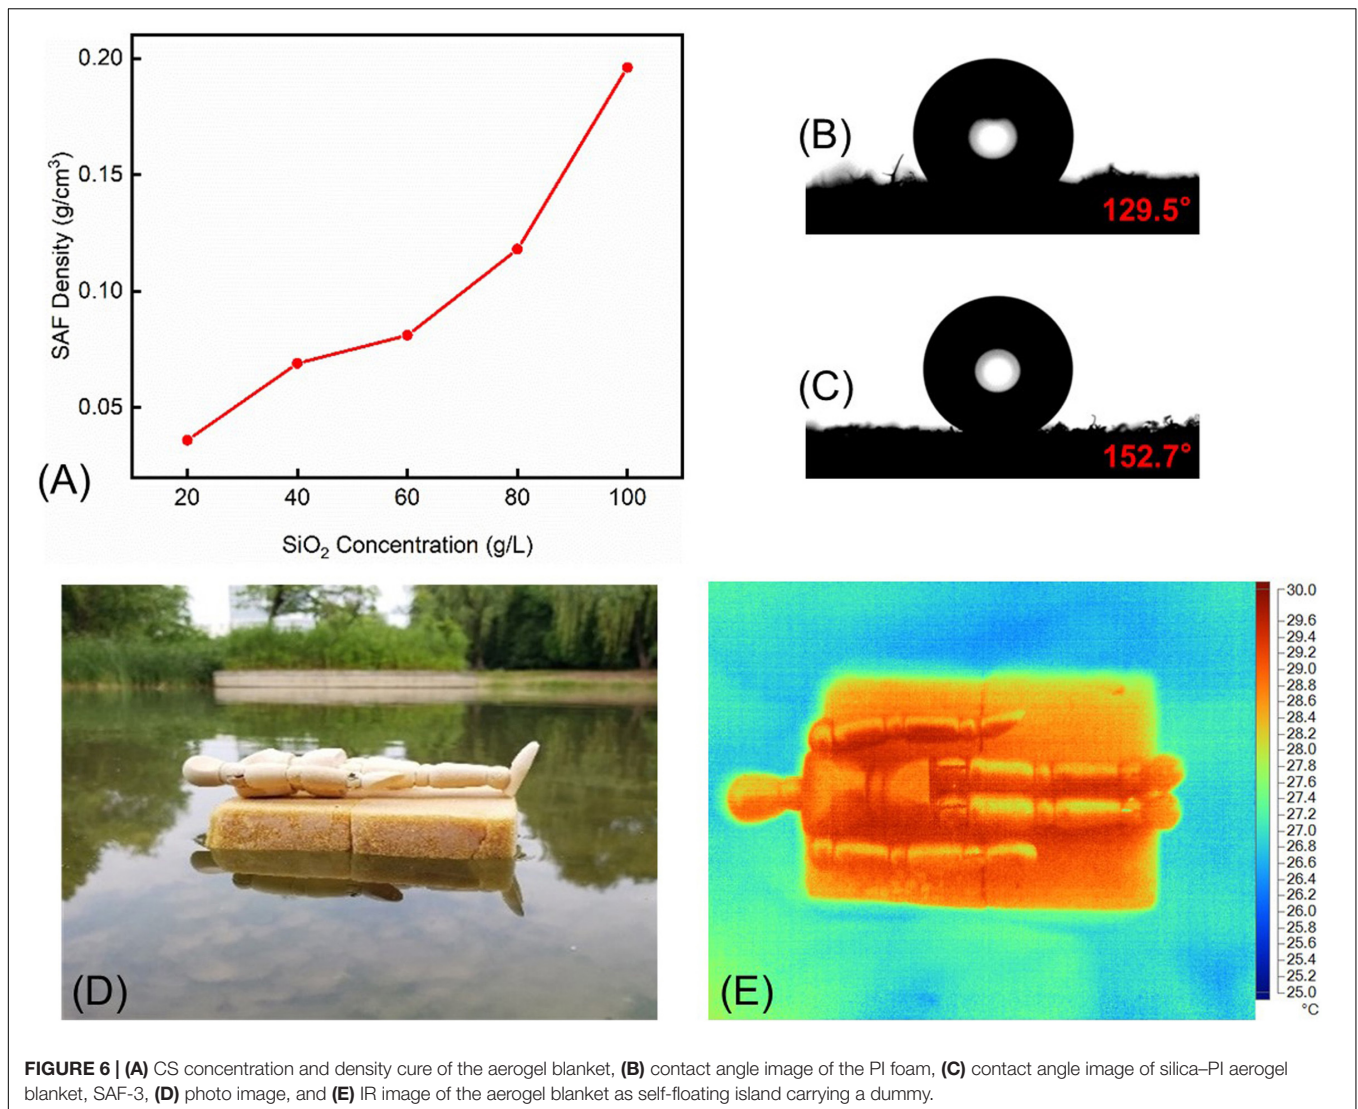 0.20
0.15
0.10
0.05
SAF Density (g/cm³)
(A)
20 40 60 80 100
SiO₂ Concentration (g/L)
(B)
129.5°
(C)
152.7°
(D)
(E)
30.0
29.6
29.4
29.2
29.0
28.8
28.6
28.4
28.2
28.0
27.8
27.6
27.4
27.2
27.0
26.8
26.6
26.4
26.2
26.0
25.8
25.6
25.4
25.2
25.0
°C
FIGURE 6 | (A) CS concentration and density cure of the aerogel blanket, (B) contact angle image of the PI foam, (C) contact angle image of silica–PI aerogel
blanket, SAF-3, (D) photo image, and (E) IR image of the aerogel blanket as self-floating island carrying a dummy.